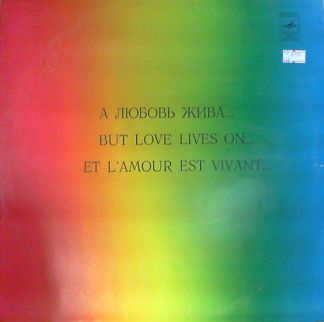 А ЛЮБОВЬ ЖИВА...
BUT LOVE LIVES ON...
ET L'AMOUR EST VIVANT...